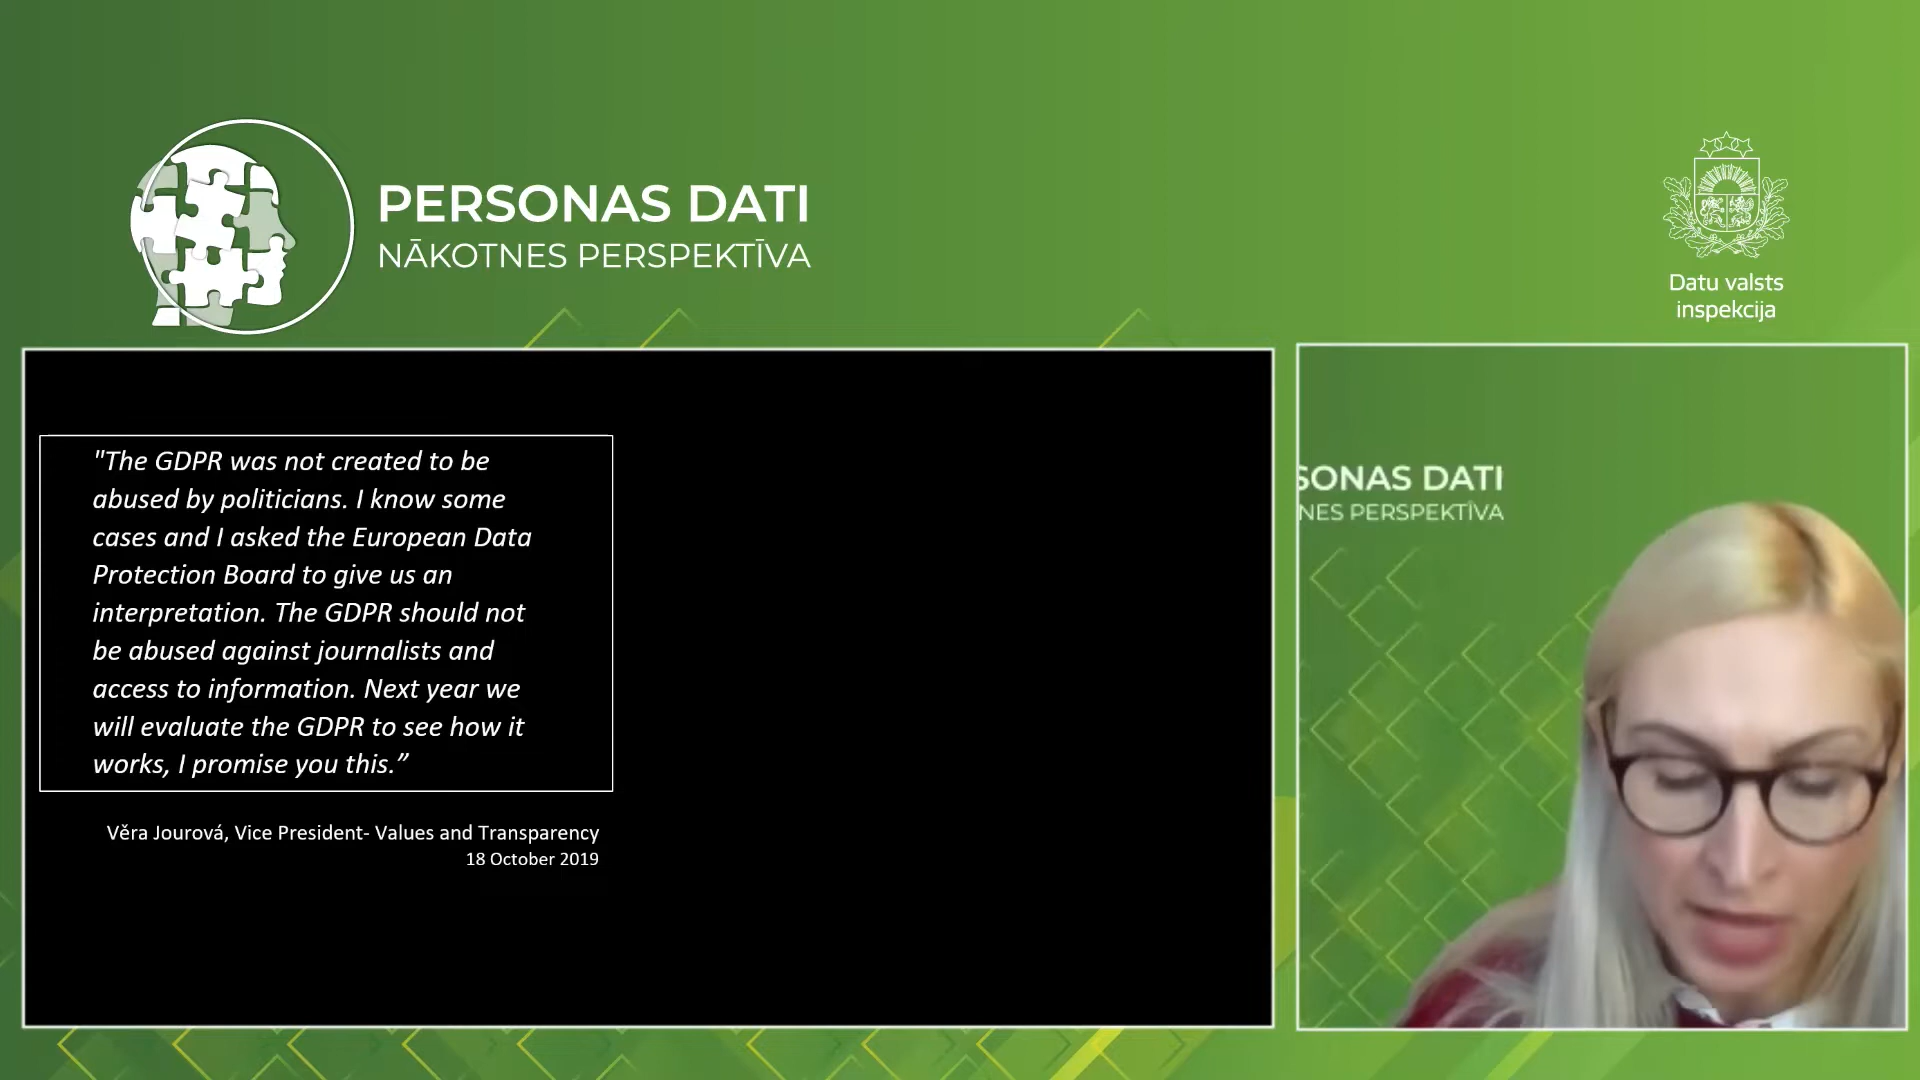 PERSONAS DATI
NĀKOTNES PERSPEKTĪVA
Datu valsts
inspekcija
"The GDPR was not created to be
abused by politicians. I know some
cases and I asked the European Data
Protection Board to give us an
interpretation. The GDPR should not
be abused against journalists and
access to information. Next year we
will evaluate the GDPR to see how it
works, I promise you this.”
Věra Jourová, Vice President- Values and Transparency
18 October 2019
SONAS DATI
NES PERSPEKTĪVA